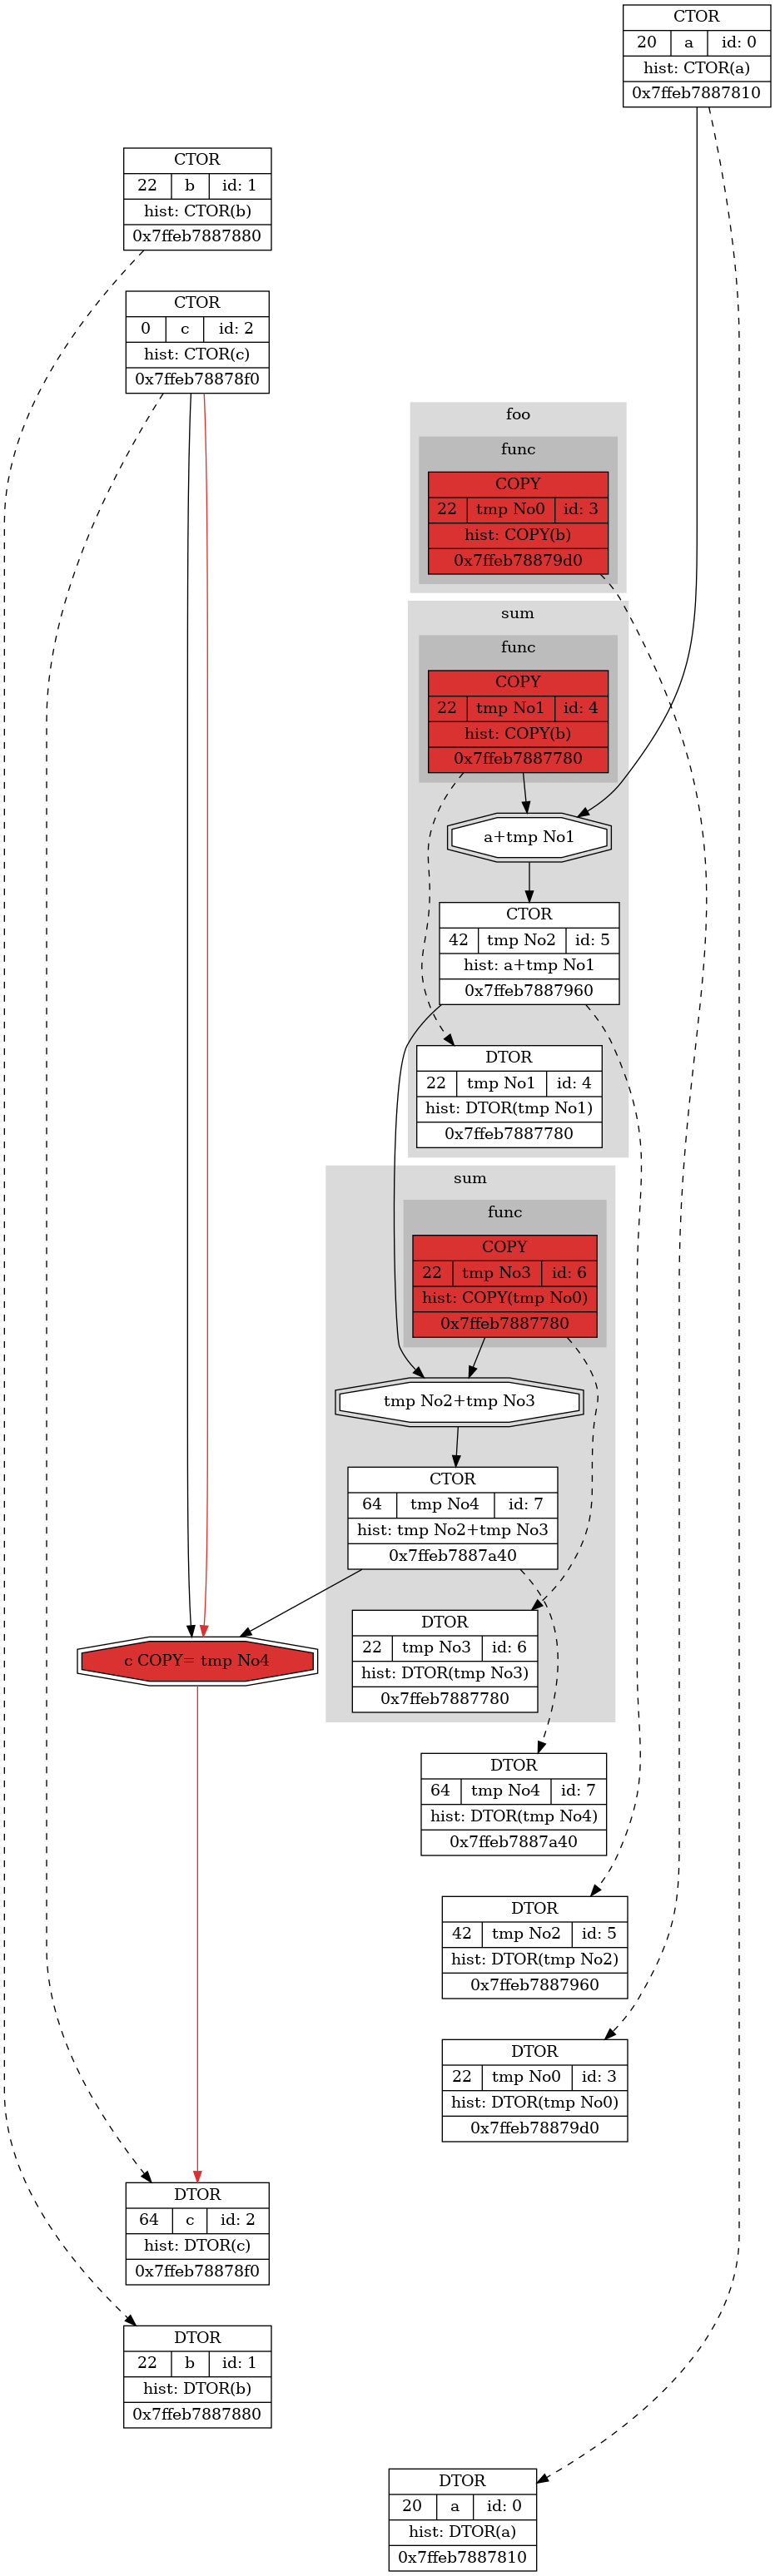 CTOR
20 a id: 0
hist: CTOR(a)
0x7ffeb7887810
CTOR
22 b id: 1
hist: CTOR(b)
0x7ffeb7887880
CTOR
0 c id: 2
hist: CTOR(c)
0x7ffeb78878f0
foo
func
COPY
22 tmp No0 id: 3
hist: COPY(b)
0x7ffeb78879d0
sum
func
COPY
22 tmp No1 id: 4
hist: COPY(b)
0x7ffeb7887780
a+tmp No1
CTOR
42 tmp No2 id: 5
hist: a+tmp No1
0x7ffeb7887960
DTOR
22 tmp No1 id: 4
hist: DTOR(tmp No1)
0x7ffeb7887780
sum
func
COPY
22 tmp No3 id: 6
hist: COPY(tmp No0)
0x7ffeb7887780
tmp No2+tmp No3
CTOR
64 tmp No4 id: 7
hist: tmp No2+tmp No3
0x7ffeb7887a40
c COPY= tmp No4
DTOR
22 tmp No3 id: 6
hist: DTOR(tmp No3)
0x7ffeb7887780
DTOR
64 tmp No4 id: 7
hist: DTOR(tmp No4)
0x7ffeb7887a40
DTOR
42 tmp No2 id: 5
hist: DTOR(tmp No2)
0x7ffeb7887960
DTOR
22 tmp No0 id: 3
hist: DTOR(tmp No0)
0x7ffeb78879d0
DTOR
64 c id: 2
hist: DTOR(c)
0x7ffeb78878f0
DTOR
22 b id: 1
hist: DTOR(b)
0x7ffeb7887880
DTOR
20 a id: 0
hist: DTOR(a)
0x7ffeb7887810